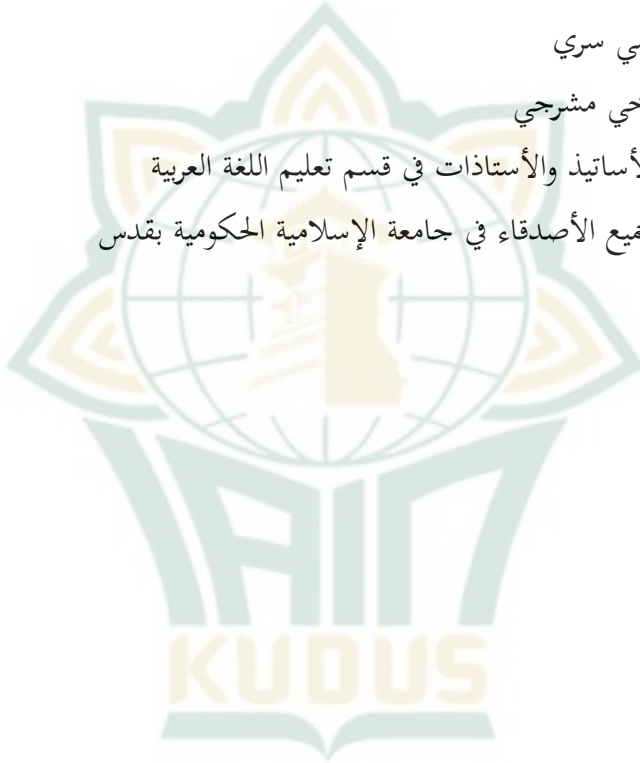 سري
مشرجي
والأستاذات في قسم تعليم اللغة العربية
الأصدقاء في جامعة الإسلامية الحكومية بقدس
IAIN
KUDUS